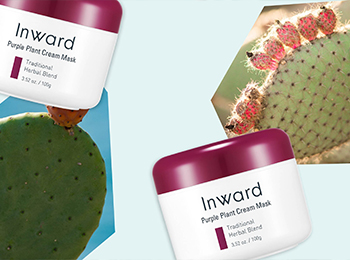 Inward
Purple Plant Cream Mask
Traditional
Herbal Blend
3.52 oz. / 100g
Inward
Purple Plant Cream Mask
Traditional
Herbal Blend
3.52 oz. / 100g